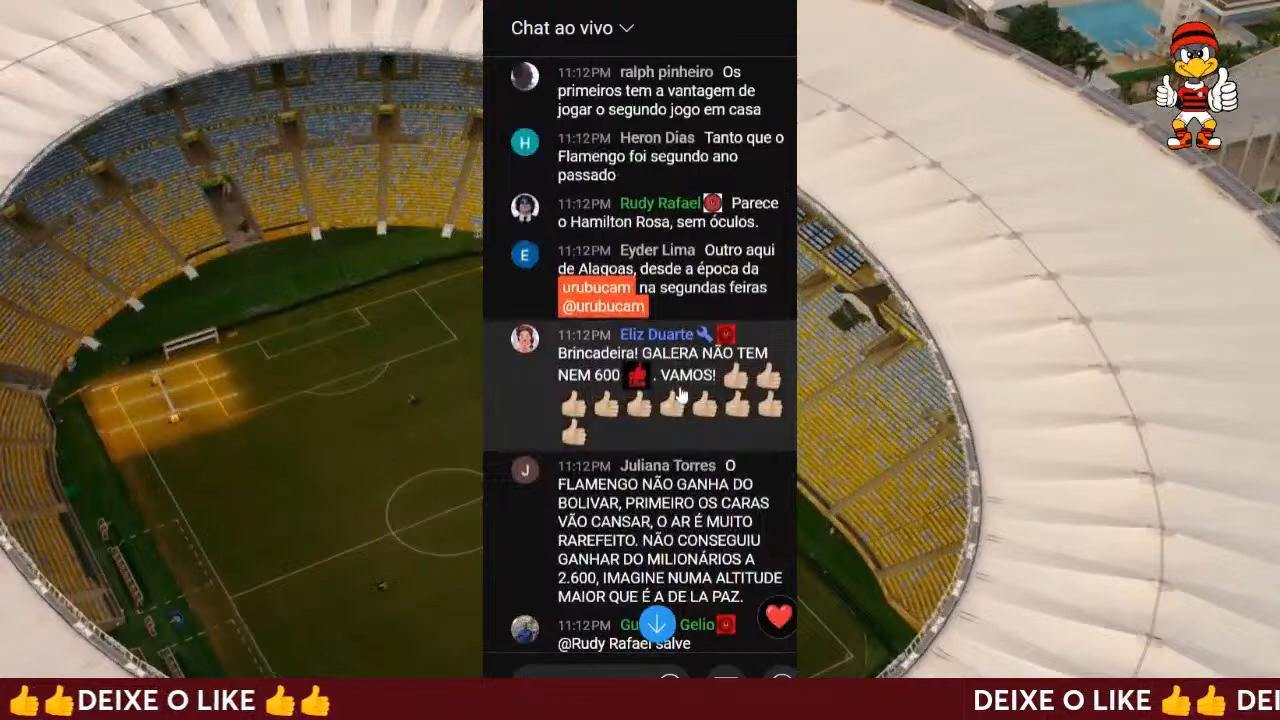 Chat ao vivo
11:12PM ralph pinheiro Os
primeiros tem a vantagem de
jogar o segundo jogo em casa
H 11:12PM Heron Dias Tanto que o
Flamengo foi segundo ano
passado
11:12PM Rudy Rafael Parece
o Hamilton Rosa, sem óculos.
E 11:12PM Eyder Lima Outro aqui
de Alagoas, desde a época da
urubucam na segundas feiras
@urubucam
11:12PM Eliz Duarte
Brincadeira! GALERA NÃO TEM
NEM 600 👍. VAMOS! 👍🏼👍🏼
👍🏼👍🏼👍🏼👍🏼👍🏼👍🏼👍🏼
👍🏼
J 11:12PM Juliana Torres O
FLAMENGO NÃO GANHA DO
BOLIVAR, PRIMEIRO OS CARAS
VÃO CANSAR, O AR É MUITO
RAREFEITO. NÃO CONSEGUIU
GANHAR DO MILIONÁRIOS A
2.600, IMAGINE NUMA ALTITUDE
MAIOR QUE É A DE LA PAZ.
11:12PM Gu Gelio
@Rudy Rafael salve
👍👍DEIXE O LIKE 👍👍 DEIXE O LIKE 👍👍 DEI